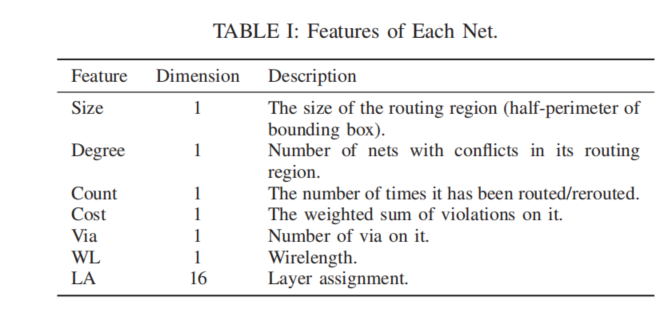 TABLE I: Features of Each Net.
Feature Dimension Description
Size 1 The size of the routing region (half-perimeter of
bounding box).
Degree 1 Number of nets with conflicts in its routing
region.
Count 1 The number of times it has been routed/rerouted.
Cost 1 The weighted sum of violations on it.
Via 1 Number of via on it.
WL 1 Wirelength.
LA 16 Layer assignment.